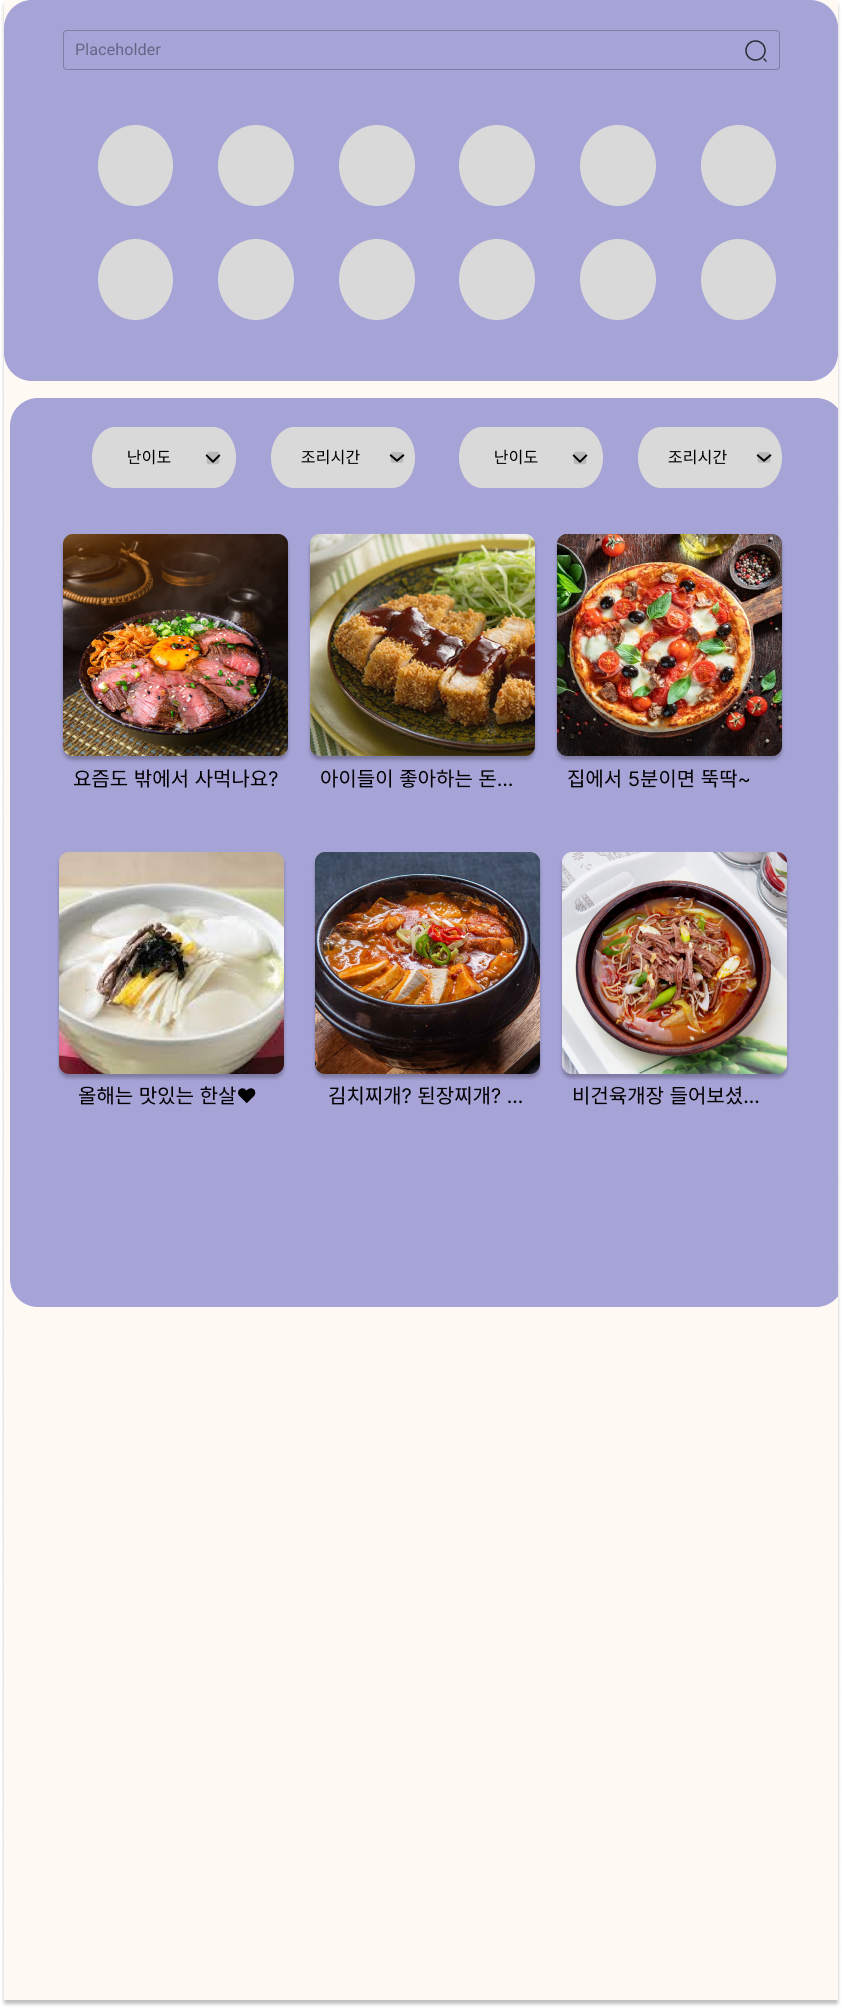 Placeholder
난이도
조리시간
난이도
조리시간
요즘도 밖에서 사먹나요?
아이들이 좋아하는 돈...
집에서 5분이면 뚝딱~
올해는 맛있는 한살♥
김치찌개? 된장찌개? ...
비건육개장 들어보셨...